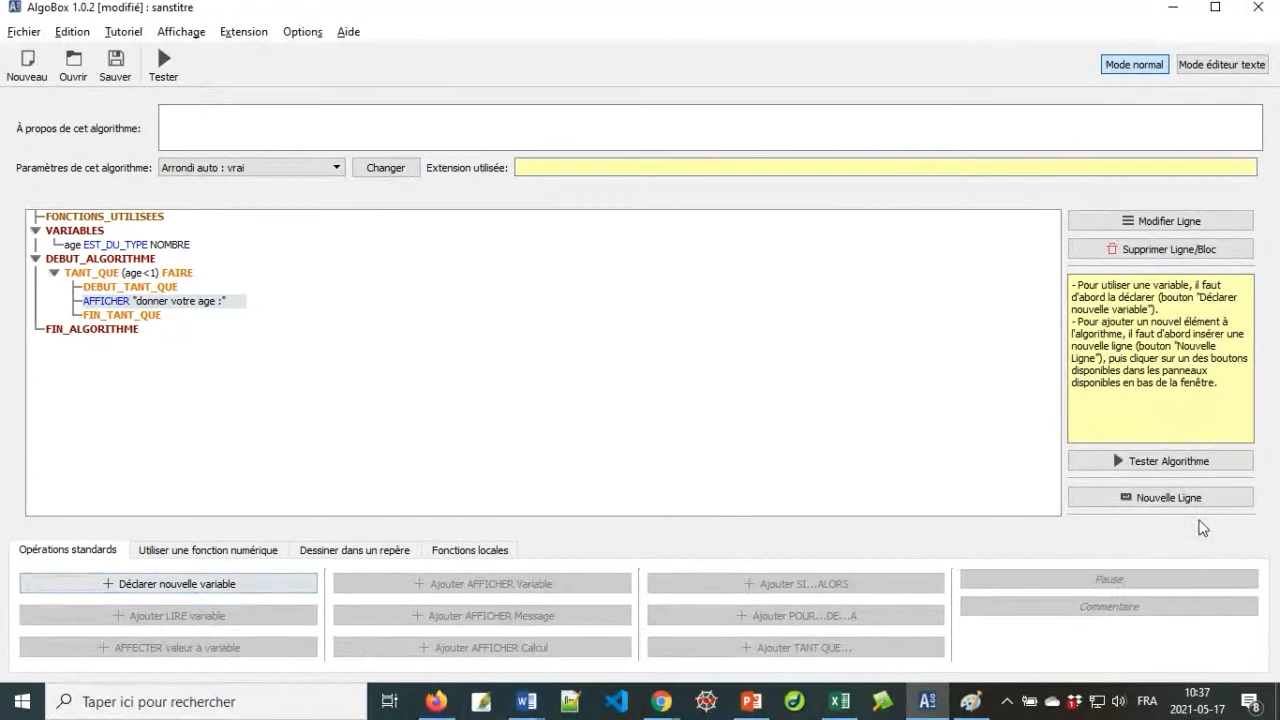 AlgoBox 1.0.2 [modifié] : sanstitre
Fichier Edition Tutoriel Affichage Extension Options Aide
Nouveau Ouvrir Sauver Tester
Mode normal Mode éditeur texte
À propos de cet algorithme:
Paramètres de cet algorithme: Arrondi auto : vrai Changer Extension utilisée:
FONCTIONS_UTILISEES
VARIABLES
age EST_DU_TYPE NOMBRE
DEBUT_ALGORITHME
TANT_QUE (age<1) FAIRE
DEBUT_TANT_QUE
AFFICHER "donner votre age :"
FIN_TANT_QUE
FIN_ALGORITHME
Modifier Ligne
Supprimer Ligne/Bloc
- Pour utiliser une variable, il faut
d'abord la déclarer (bouton "Déclarer
nouvelle variable").
- Pour ajouter un nouvel élément à
l'algorithme, il faut d'abord insérer une
nouvelle ligne (bouton "Nouvelle
Ligne"), puis cliquer sur un des boutons
disponibles dans les panneaux
disponibles en bas de la fenêtre.
Tester Algorithme
Nouvelle Ligne
Opérations standards Utiliser une fonction numérique Dessiner dans un repère Fonctions locales
Déclarer nouvelle variable Ajouter AFFICHER Variable Ajouter SI...ALORS Pause
Ajouter LIRE variable Ajouter AFFICHER Message Ajouter POUR...DE...A Commentaire
AFFECTER valeur à variable Ajouter AFFICHER Calcul Ajouter TANT QUE...
Taper ici pour rechercher
FRA
10:37
2021-05-17
8